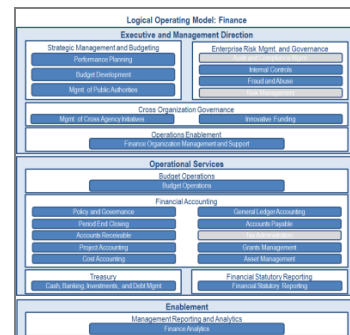 Logical Operating Model: Finance
Executive and Management Direction
Strategic Management and Budgeting
Performance Planning
Budget Development
Mgmt. of Public Authorities
Enterprise Risk Mgmt. and Governance
Internal Controls
Fraud and Abuse
Risk Management
Cross Organization Governance
Mgmt. of Cross Agency Initiatives
Innovative Funding
Operations Enablement
Finance Organization Management and Support
Operational Services
Budget Operations
Budget Operations
Financial Accounting
Policy and Governance
Period End Closing
Accounts Receivable
Project Accounting
Cost Accounting
General Ledger Accounting
Accounts Payable
Tax Administration
Grants Management
Asset Management
Treasury
Cash, Banking, Investments, and Debt Mgmt.
Financial Statutory Reporting
Financial Statutory Reporting
Enablement
Management Reporting and Analytics
Finance Analytics